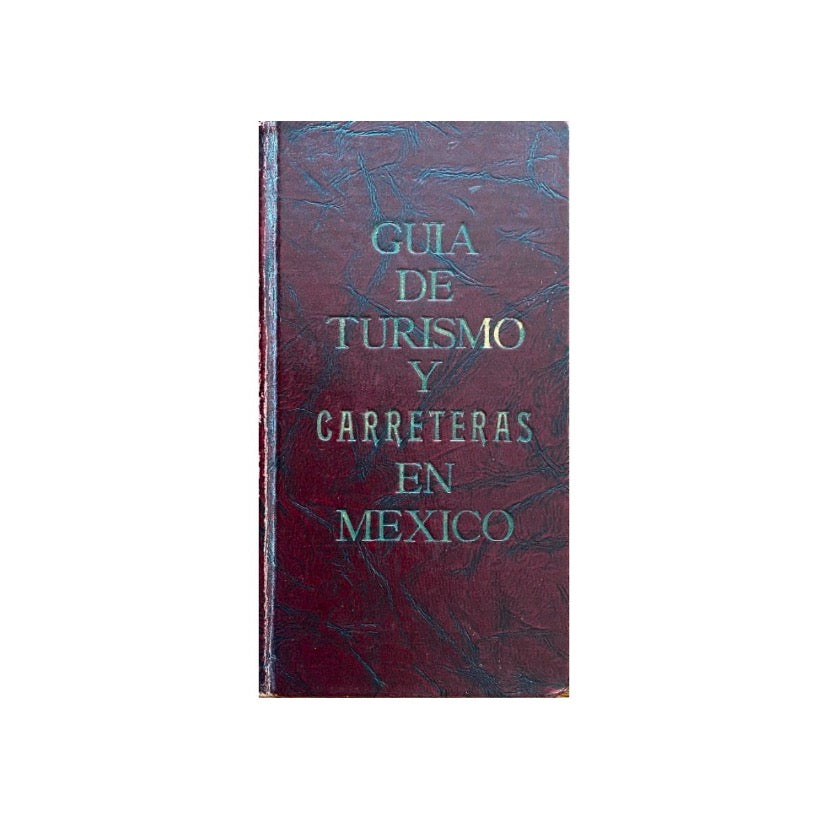 GUIA
DE
TURISMO
Y
CARRETERAS
EN
MEXICO